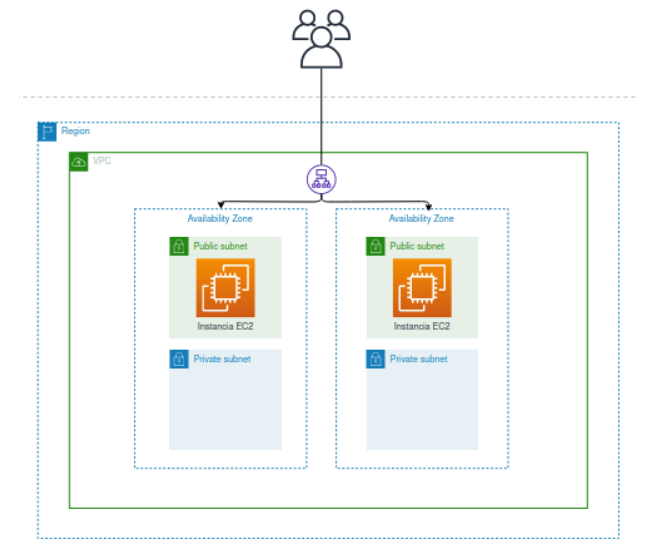 Region
VPC
Availability Zone
Public subnet
Instancia EC2
Private subnet
Availability Zone
Public subnet
Instancia EC2
Private subnet